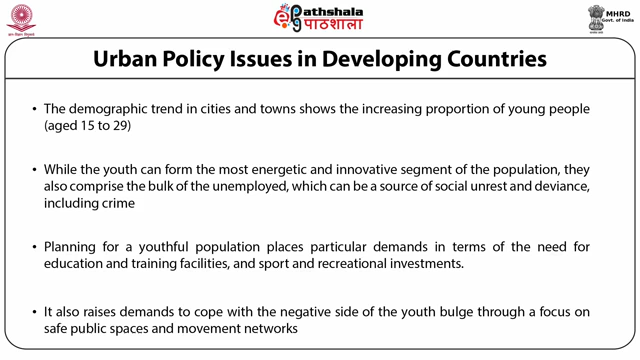 ePathshala
पाठशाला
MHRD
Govt. of India
Urban Policy Issues in Developing Countries
• The demographic trend in cities and towns shows the increasing proportion of young people
(aged 15 to 29)
• While the youth can form the most energetic and innovative segment of the population, they
also comprise the bulk of the unemployed, which can be a source of social unrest and deviance,
including crime
• Planning for a youthful population places particular demands in terms of the need for
education and training facilities, and sport and recreational investments.
• It also raises demands to cope with the negative side of the youth bulge through a focus on
safe public spaces and movement networks